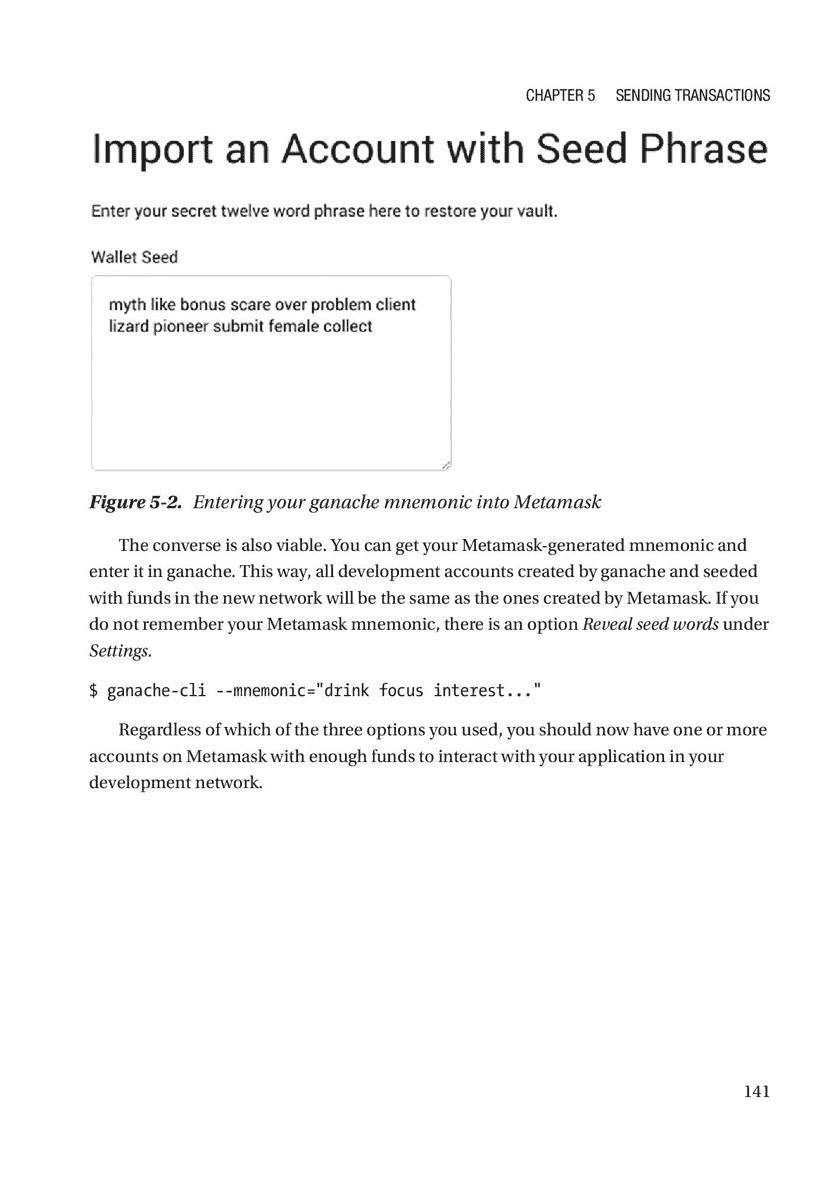 CHAPTER 5 SENDING TRANSACTIONS
Import an Account with Seed Phrase
Enter your secret twelve word phrase here to restore your vault.
Wallet Seed
myth like bonus scare over problem client
lizard pioneer submit female collect
Figure 5-2. Entering your ganache mnemonic into Metamask
The converse is also viable. You can get your Metamask-generated mnemonic and
enter it in ganache. This way, all development accounts created by ganache and seeded
with funds in the new network will be the same as the ones created by Metamask. If you
do not remember your Metamask mnemonic, there is an option Reveal seed words under
Settings.
$ ganache-cli --mnemonic="drink focus interest..."
Regardless of which of the three options you used, you should now have one or more
accounts on Metamask with enough funds to interact with your application in your
development network.
141